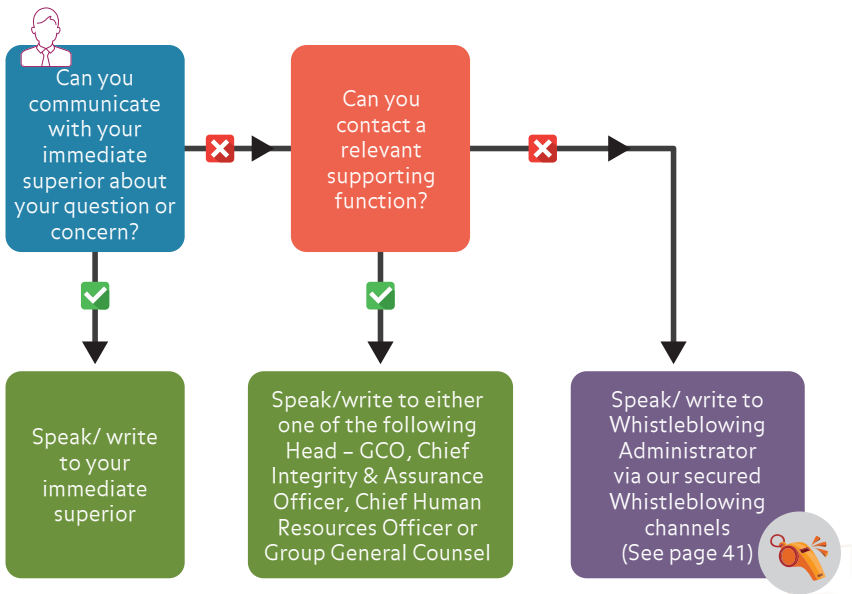 Can you
communicate
with your
immediate
superior about
your question or
concern?
Can you
contact a
relevant
supporting
function?
Speak/ write
to your
immediate
superior
Speak/write to either
one of the following
Head – GCO, Chief
Integrity & Assurance
Officer, Chief Human
Resources Officer or
Group General Counsel
Speak/ write to
Whistleblowing
Administrator
via our secured
Whistleblowing
channels
(See page 41)